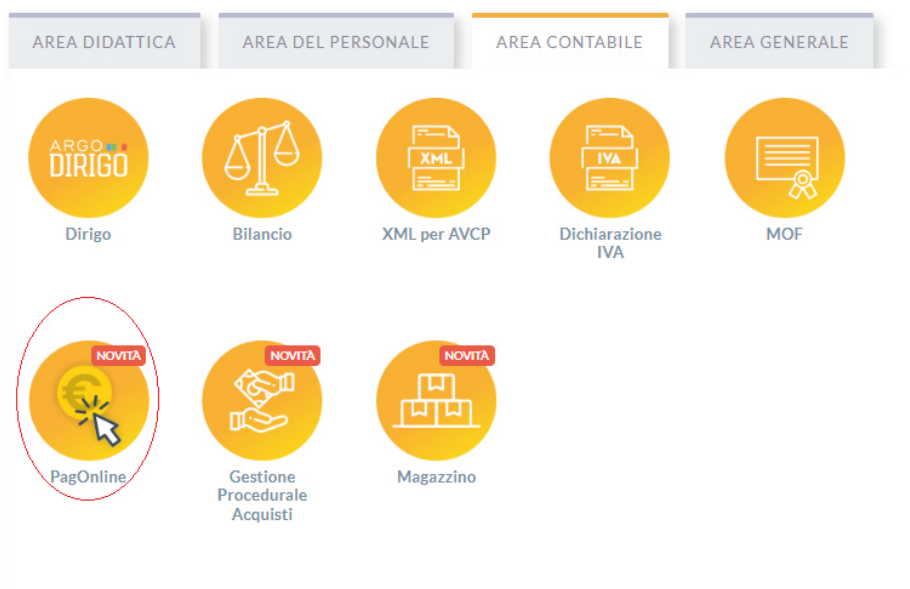 AREA DIDATTICA
AREA DEL PERSONALE
AREA CONTABILE
AREA GENERALE
ARGO
DIRIGO
XML
IVA
Dirigo
Bilancio
XML per AVCP
Dichiarazione
IVA
MOF
NOVITÀ
NOVITÀ
NOVITÀ
€
PagOnline
Gestione
Procedurale
Acquisti
Magazzino